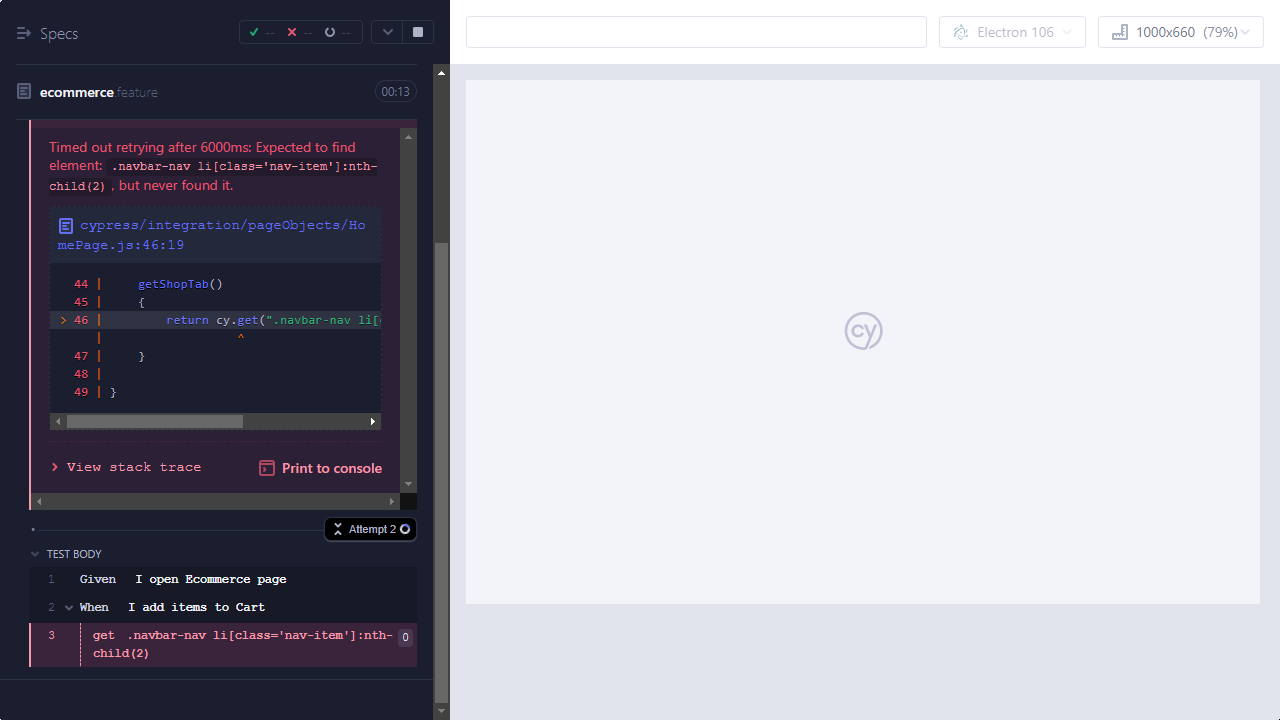 Specs
--
--
--
Electron 106
1000x660 (79%)
ecommerce.feature
00:13
Timed out retrying after 6000ms: Expected to find
element: .navbar-nav li[class='nav-item']:nth-
child(2) , but never found it.
cypress/integration/pageObjects/Ho
mePage.js:46:19
44 | getShopTab()
45 | {
> 46 | return cy.get(".navbar-nav li[
| ^
47 | }
48 |
49 | }
> View stack trace
Print to console
Attempt 2
TEST BODY
1 Given I open Ecommerce page
2 When I add items to Cart
3 get .navbar-nav li[class='nav-item']:nth-
child(2)
0
cy